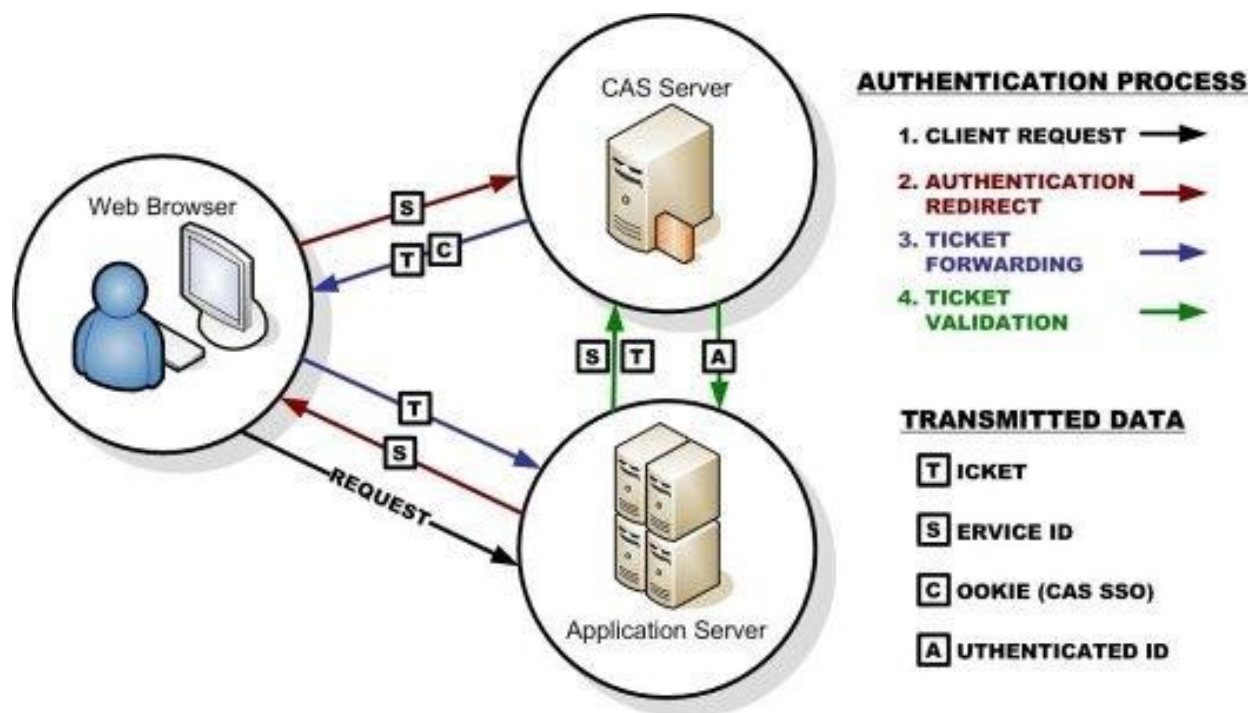 CAS Server
Web Browser
S
T C
S T
A
T
S
REQUEST
Application Server
AUTHENTICATION PROCESS
1. CLIENT REQUEST
2. AUTHENTICATION
REDIRECT
3. TICKET
FORWARDING
4. TICKET
VALIDATION
TRANSMITTED DATA
T ICKET
S ERVICE ID
C OOKIE (CAS SSO)
A UTHENTICATED ID